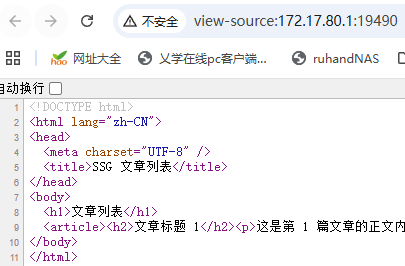 不安全 view-source:172.17.80.1:19490
网址大全 乂学在线pc客户端... ruhandNAS
自动换行
1 <!DOCTYPE html>
2 <html lang="zh-CN">
3 <head>
4 <meta charset="UTF-8" />
5 <title>SSG 文章列表</title>
6 </head>
7 <body>
8 <h1>文章列表</h1>
9 <article><h2>文章标题 1</h2><p>这是第 1 篇文章的正文内
10 </body>
11 </html>